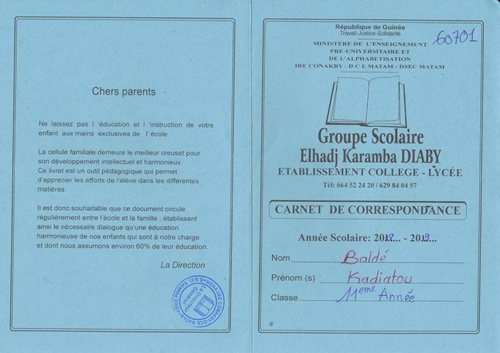 Chers parents
Ne laissez pas l 'éducation et l 'instruction de votre
enfant aux mains exclusives de l' école.
La cellule familiale demeure le meilleur creuset pour
son développement intellectuel et harmonieux.
Ce livret est un outil pédagogique qui permet
d'apprécier les efforts de l'élève dans les différentes
matières.
Il est donc souhaitable que ce document circule
régulièrement entre l'école et la famille, établissant
ainsi le nécessaire dialogue qu'une éducation
harmonieuse de nos enfants qui sont à notre charge
et dont nous assumons environ 60% de leur éducation.
La Direction
République de Guinée
Travail-Justice-Solidarité
60701
MINISTÈRE DE L'ENSEIGNEMENT
PRE-UNIVERSITAIRE ET
DE L'ALPHABETISATION
IRE CONAKRY - D C E MATAM - DSEC MATAM
Groupe Scolaire
Elhadj Karamba DIABY
ETABLISSEMENT COLLEGE - LYCÉE
Tél: 664 52 24 20 / 629 84 04 57
CARNET DE CORRESPONDANCE
Année Scolaire: 2018... - 2019...
Nom Baldé
Prénom (s) Kadiatou
Classe 11ème Année